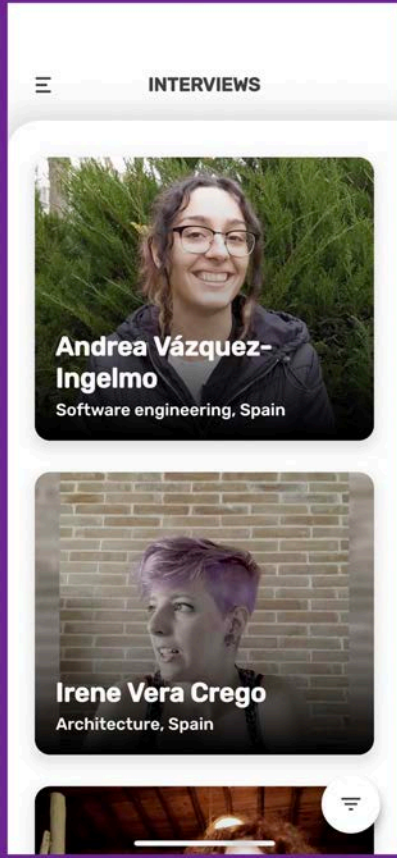 INTERVIEWS
Andrea Vázquez-
Ingelmo
Software engineering, Spain
Irene Vera Crego
Architecture, Spain